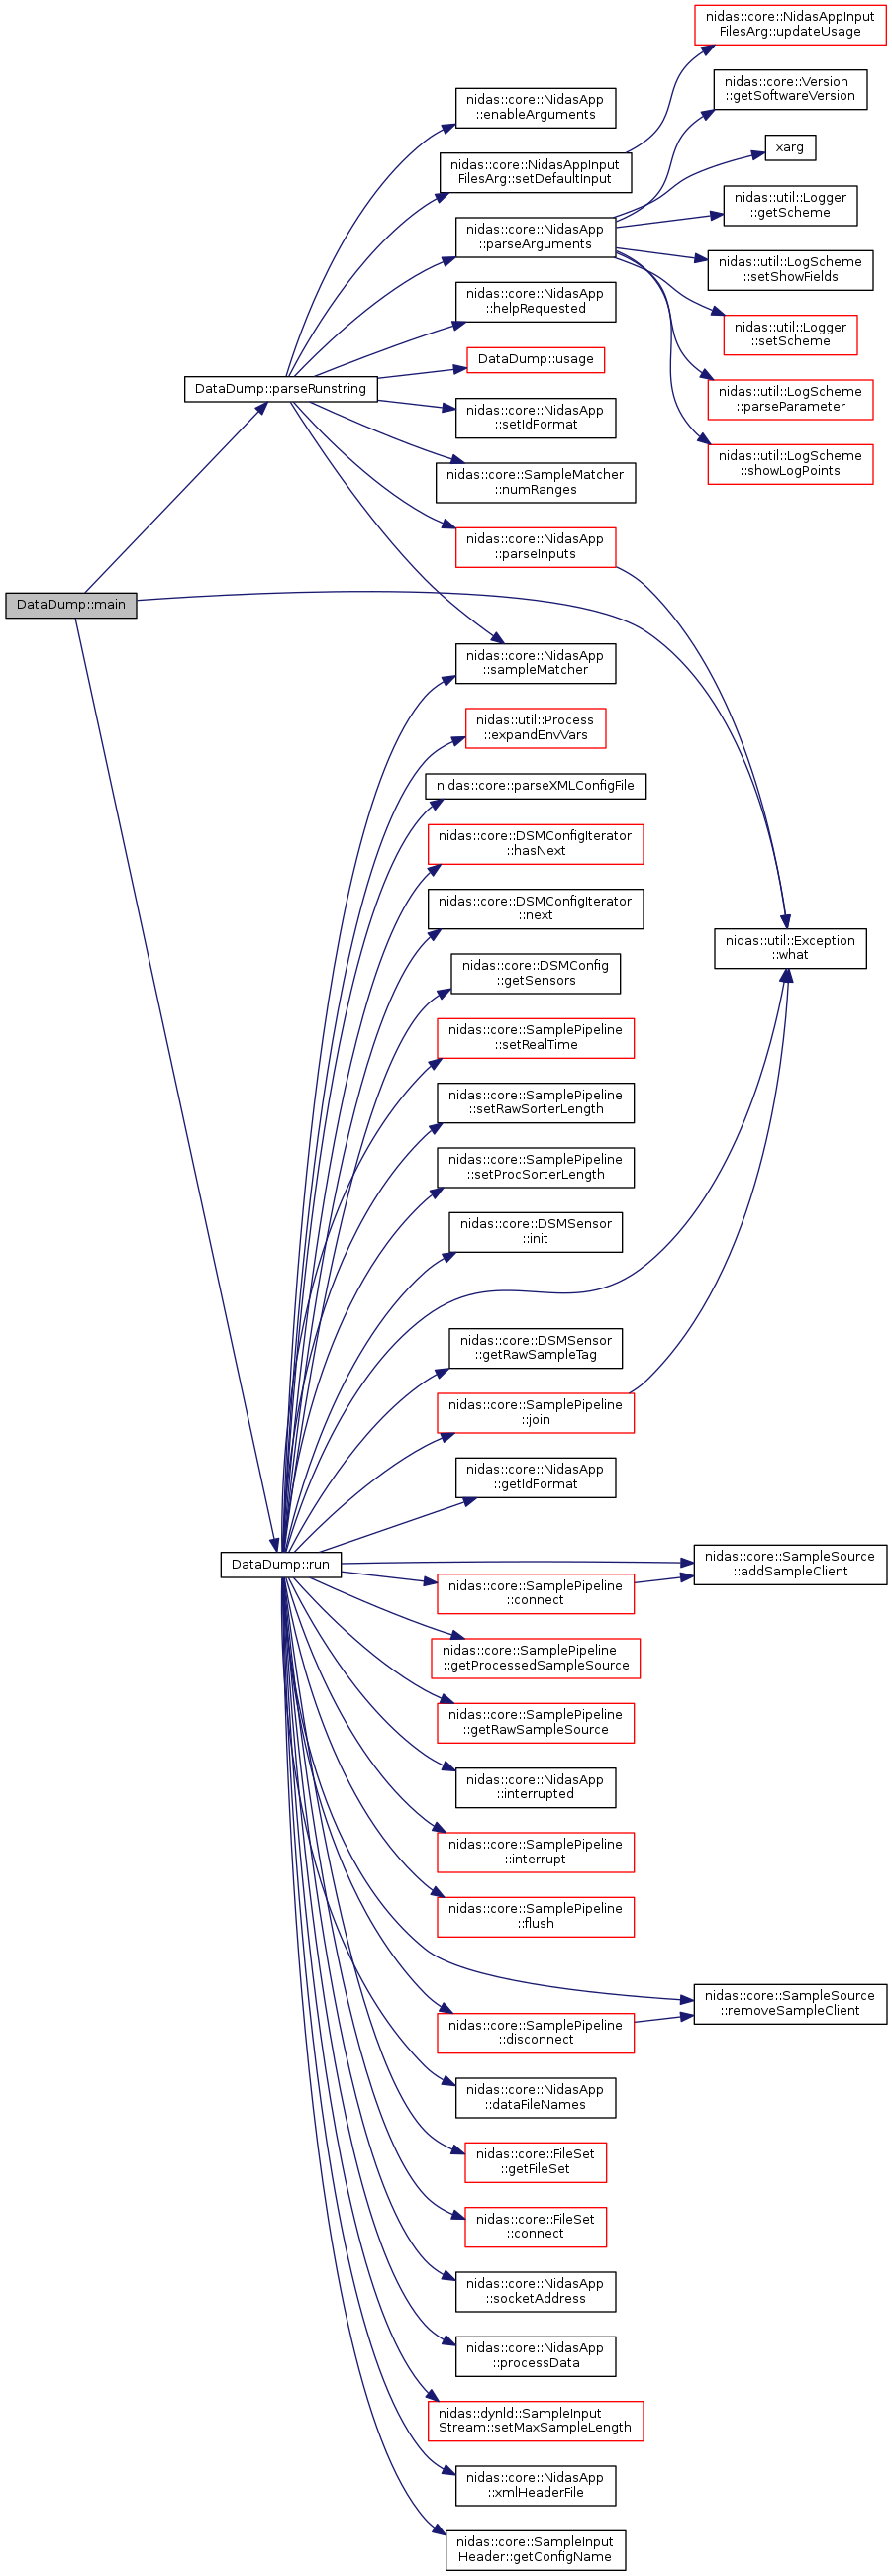 nidas::core::NidasAppInput
FilesArg::updateUsage
nidas::core::Version
::getSoftwareVersion
nidas::core::NidasApp
::enableArguments
xarg
nidas::core::NidasAppInput
FilesArg::setDefaultInput
nidas::util::Logger
::getScheme
nidas::core::NidasApp
::parseArguments
nidas::util::LogScheme
::setShowFields
nidas::core::NidasApp
::helpRequested
nidas::util::Logger
::setScheme
DataDump::usage
DataDump::parseRunstring
nidas::util::LogScheme
::parseParameter
nidas::core::NidasApp
::setIdFormat
nidas::util::LogScheme
::showLogPoints
nidas::core::SampleMatcher
::numRanges
nidas::core::NidasApp
::parseInputs
DataDump::main
nidas::core::NidasApp
::sampleMatcher
nidas::util::Process
::expandEnvVars
nidas::core::parseXMLConfigFile
nidas::core::DSMConfigIterator
::hasNext
nidas::core::DSMConfigIterator
::next
nidas::util::Exception
::what
nidas::core::DSMConfig
::getSensors
nidas::core::SamplePipeline
::setRealTime
nidas::core::SamplePipeline
::setRawSorterLength
nidas::core::SamplePipeline
::setProcSorterLength
nidas::core::DSMSensor
::init
nidas::core::DSMSensor
::getRawSampleTag
nidas::core::SamplePipeline
::join
nidas::core::NidasApp
::getIdFormat
DataDump::run
nidas::core::SampleSource
::addSampleClient
nidas::core::SamplePipeline
::connect
nidas::core::SamplePipeline
::getProcessedSampleSource
nidas::core::SamplePipeline
::getRawSampleSource
nidas::core::NidasApp
::interrupted
nidas::core::SamplePipeline
::interrupt
nidas::core::SamplePipeline
::flush
nidas::core::SampleSource
::removeSampleClient
nidas::core::SamplePipeline
::disconnect
nidas::core::NidasApp
::dataFileNames
nidas::core::FileSet
::getFileSet
nidas::core::FileSet
::connect
nidas::core::NidasApp
::socketAddress
nidas::core::NidasApp
::processData
nidas::dynld::SampleInput
Stream::setMaxSampleLength
nidas::core::NidasApp
::xmlHeaderFile
nidas::core::SampleInput
Header::getConfigName